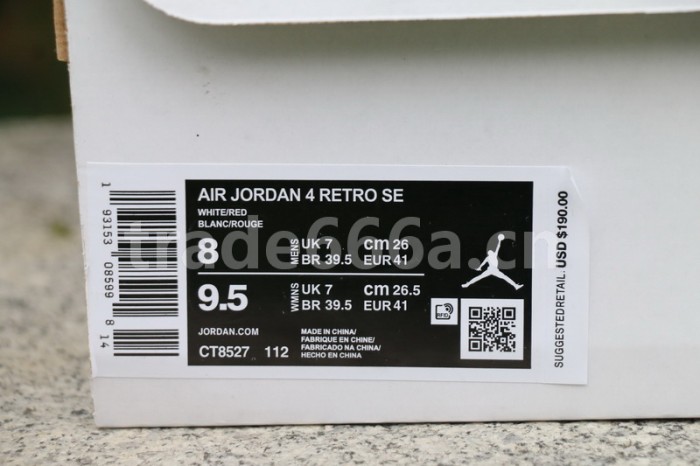 AIR JORDAN 4 RETRO SE
WHITE/RED
BLANC/ROUGE
8 MENS UK 7 cm 26
BR 39.5 EUR 41
9.5 WMNS UK 7 cm 26.5
BR 39.5 EUR 41
JORDAN.COM
CT8527 112
MADE IN CHINA/
FABRIQUE EN CHINE/
FABRICADO NA CHINA/
HECHO EN CHINA
RFID
1 93153 08599 8 14
SUGGESTED RETAIL. USD $190.00